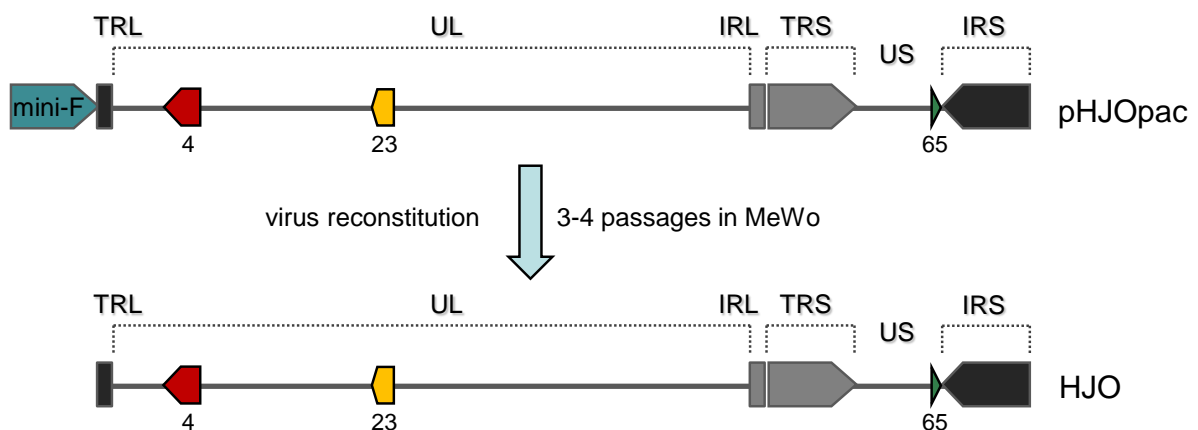 TRL UL IRL TRS IRS
US
mini-F
pHJOpac
4 23 65
virus reconstitution 3-4 passages in MeWo
TRL UL IRL TRS IRS
US
HJO
4 23 65